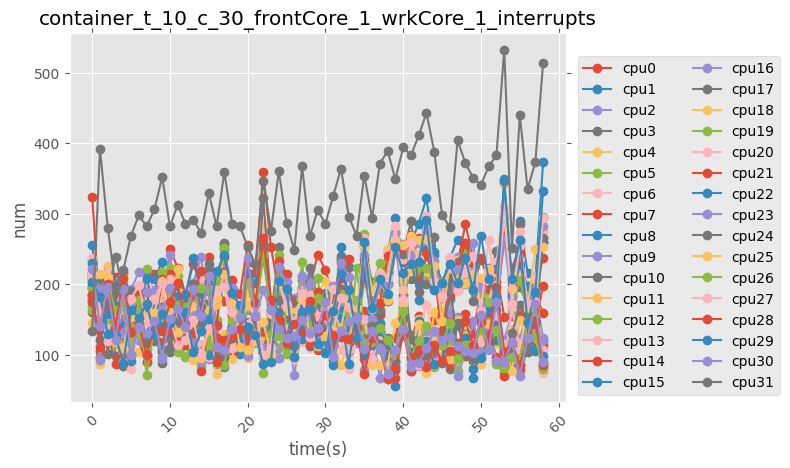 container_t_10_c_30_frontCore_1_wrkCore_1_interrupts
num
500
400
300
200
100
0
10
20
30
40
50
60
time(s)
cpu0
cpu1
cpu2
cpu3
cpu4
cpu5
cpu6
cpu7
cpu8
cpu9
cpu10
cpu11
cpu12
cpu13
cpu14
cpu15
cpu16
cpu17
cpu18
cpu19
cpu20
cpu21
cpu22
cpu23
cpu24
cpu25
cpu26
cpu27
cpu28
cpu29
cpu30
cpu31